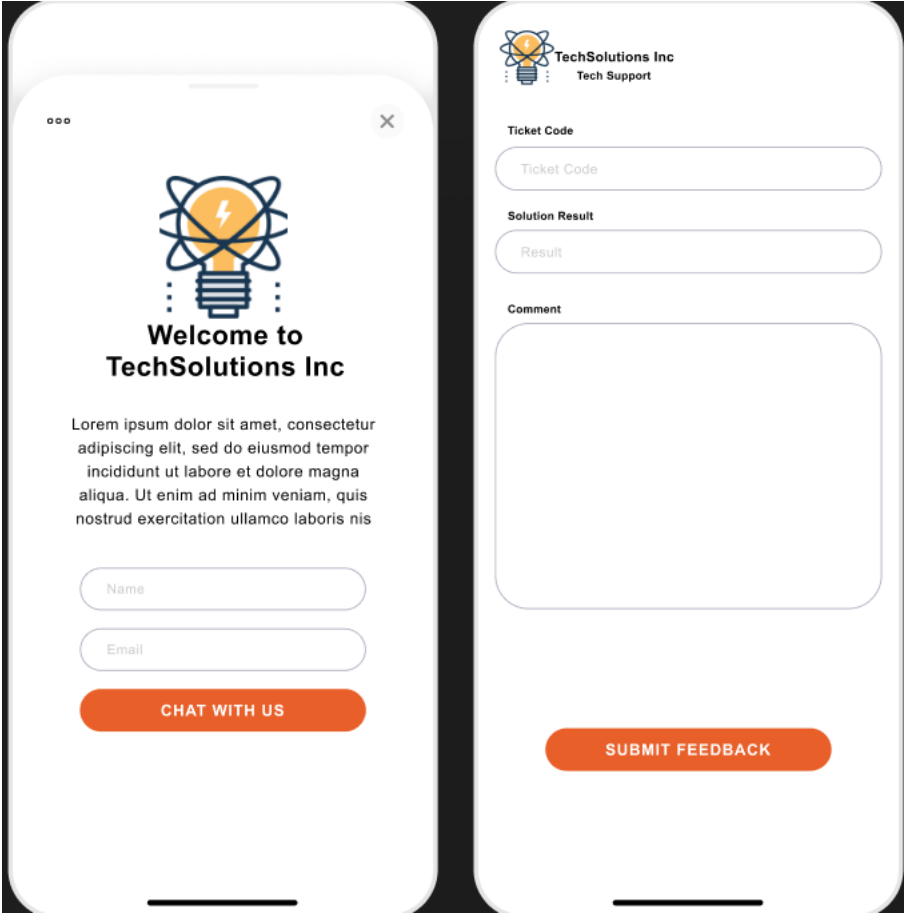 Welcome to
TechSolutions Inc
Lorem ipsum dolor sit amet, consectetur
adipiscing elit, sed do eiusmod tempor
incididunt ut labore et dolore magna
aliqua. Ut enim ad minim veniam, quis
nostrud exercitation ullamco laboris nis
Name
Email
CHAT WITH US
TechSolutions Inc
Tech Support
Ticket Code
Ticket Code
Solution Result
Result
Comment
SUBMIT FEEDBACK